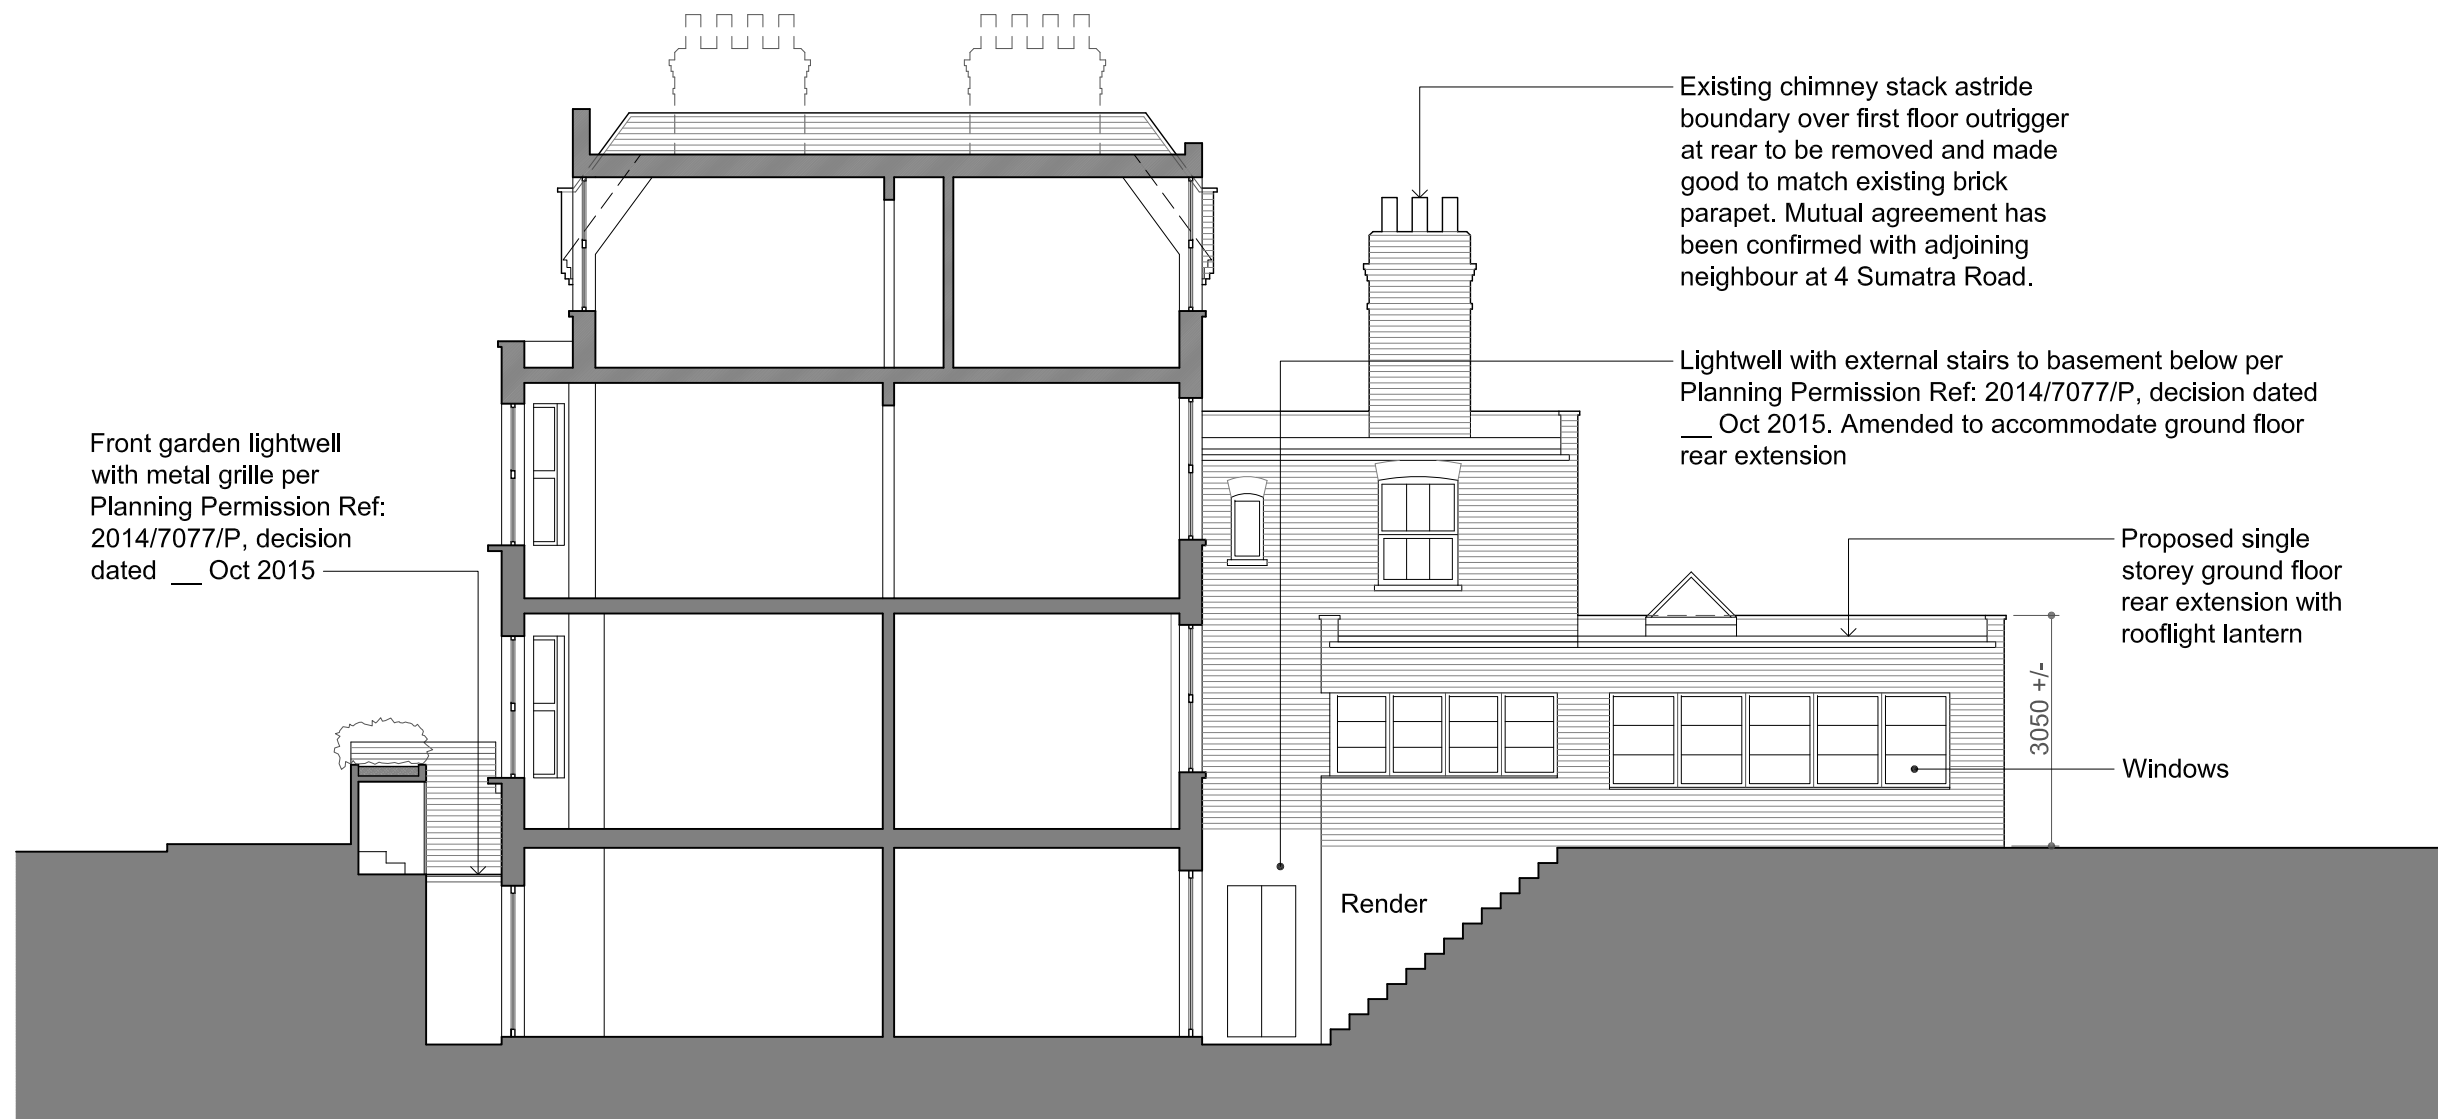 Existing chimney stack astride
boundary over first floor outrigger
at rear to be removed and made
good to match existing brick
parapet. Mutual agreement has
been confirmed with adjoining
neighbour at 4 Sumatra Road.
Lightwell with external stairs to basement below per
Planning Permission Ref: 2014/7077/P, decision dated
__ Oct 2015. Amended to accommodate ground floor
rear extension
Front garden lightwell
with metal grille per
Planning Permission Ref:
2014/7077/P, decision
dated __ Oct 2015
Proposed single
storey ground floor
rear extension with
rooflight lantern
3050 +/-
Windows
Render